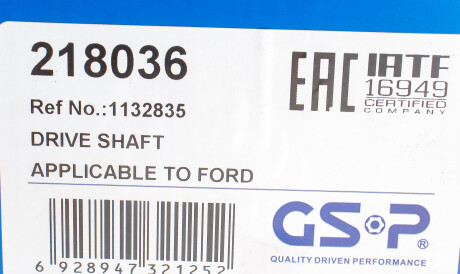 218036
EAC IATF
16949
CERTIFIED
COMPANY
Ref No.:1132835
DRIVE SHAFT
APPLICABLE TO FORD
GSP®
QUALITY DRIVEN PERFORMANCE
6 928947 321252